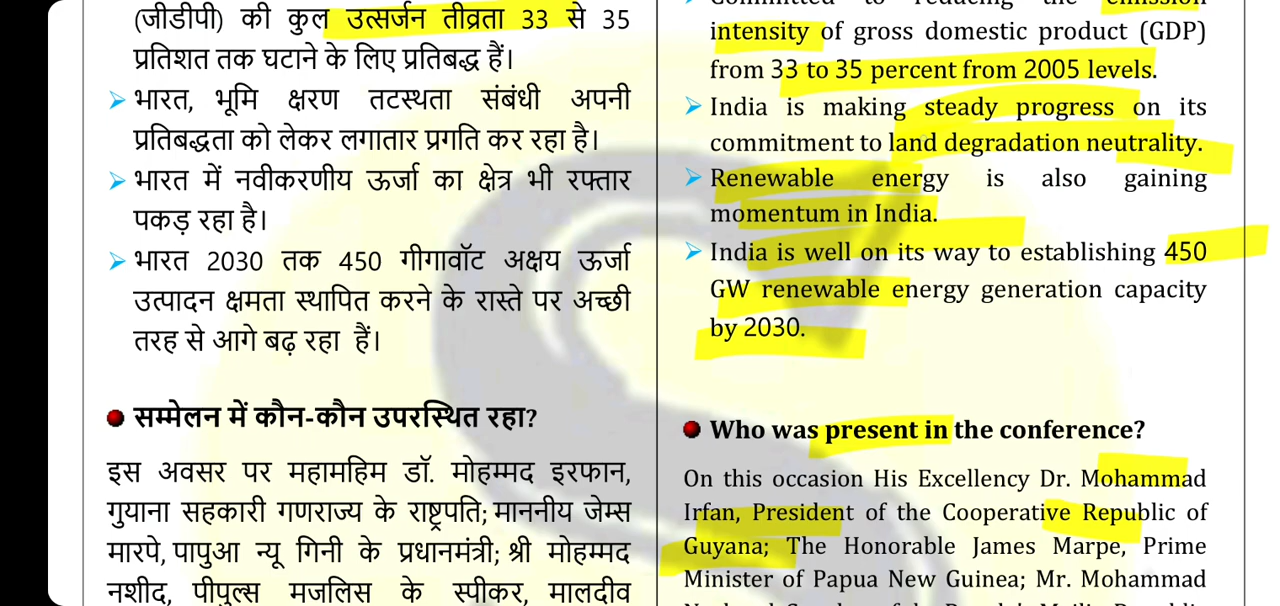 (जीडीपी) की कुल उत्सर्जन तीव्रता 33 से 35
प्रतिशत तक घटाने के लिए प्रतिबद्ध हैं।
➢ भारत, भूमि क्षरण तटस्थता संबंधी अपनी
प्रतिबद्धता को लेकर लगातार प्रगति कर रहा है।
➢ भारत में नवीकरणीय ऊर्जा का क्षेत्र भी रफ्तार
पकड़ रहा है।
➢ भारत 2030 तक 450 गीगावॉट अक्षय ऊर्जा
उत्पादन क्षमता स्थापित करने के रास्ते पर अच्छी
तरह से आगे बढ़ रहा हैं।
● सम्मेलन में कौन-कौन उपरस्थित रहा?
इस अवसर पर महामहिम डॉ. मोहम्मद इरफान,
गुयाना सहकारी गणराज्य के राष्ट्रपति; माननीय जेम्स
मारपे, पापुआ न्यू गिनी के प्रधानमंत्री; श्री मोहम्मद
नशीद, पीपुल्स मजलिस के स्पीकर, मालदीव
Committed to reducing the emission
intensity of gross domestic product (GDP)
from 33 to 35 percent from 2005 levels.
➢ India is making steady progress on its
commitment to land degradation neutrality.
➢ Renewable energy is also gaining
momentum in India.
➢ India is well on its way to establishing 450
GW renewable energy generation capacity
by 2030.
● Who was present in the conference?
On this occasion His Excellency Dr. Mohammad
Irfan, President of the Cooperative Republic of
Guyana; The Honorable James Marpe, Prime
Minister of Papua New Guinea; Mr. Mohammad